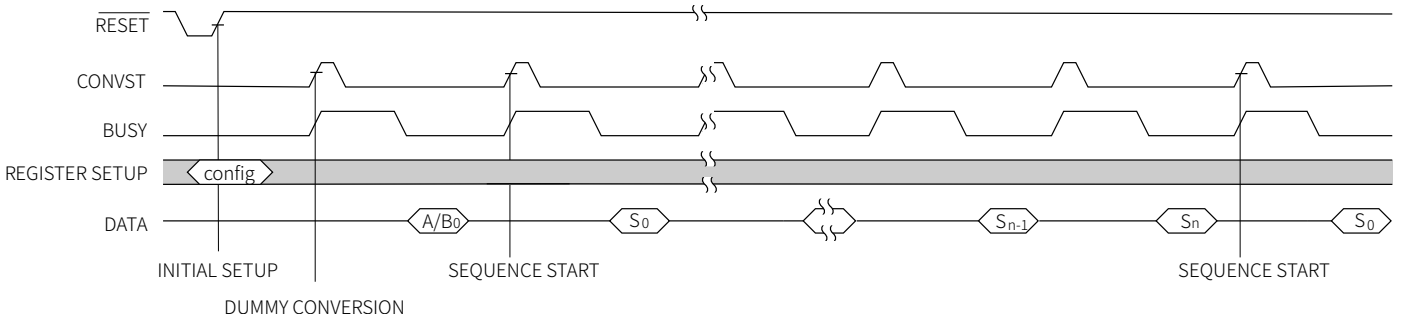 RESET
CONVST
BUSY
REGISTER SETUP config
DATA A/B0 S0 Sn-1 Sn S0
INITIAL SETUP SEQUENCE START SEQUENCE START
DUMMY CONVERSION